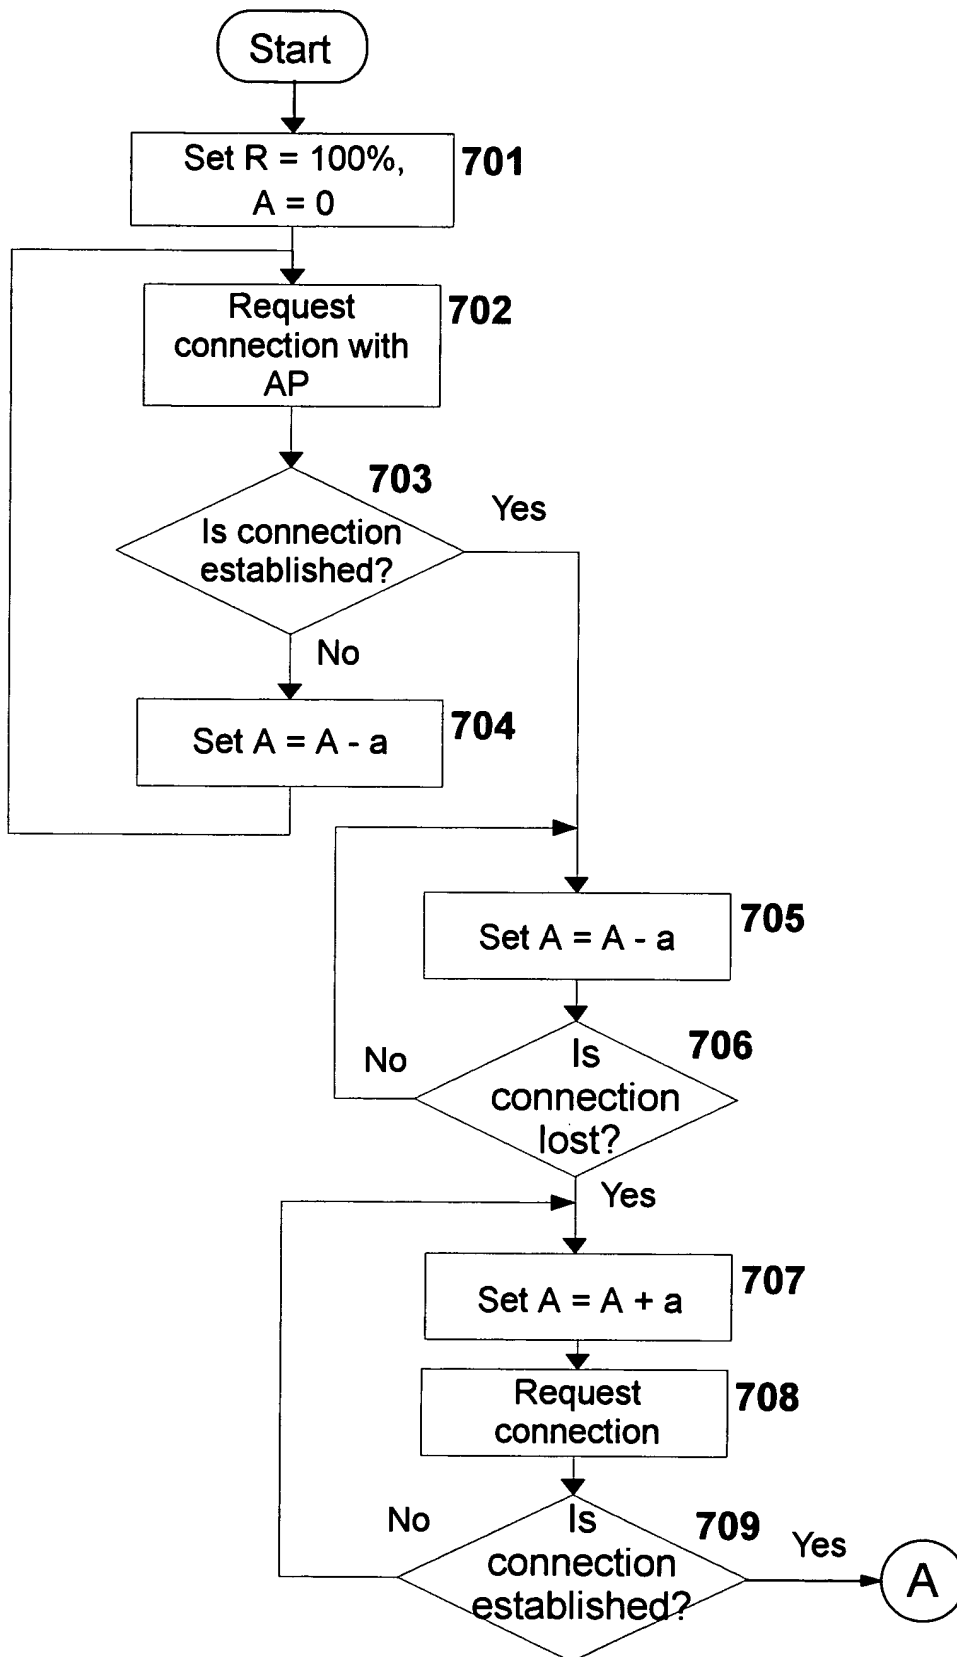 Start
Set R = 100%,
A = 0
701
Request
connection with
AP
702
703
Is connection
established?
Yes
No
Set A = A - a
704
Set A = A - a
705
Is
connection
lost?
706
No
Yes
Set A = A + a
707
Request
connection
708
Is
connection
established?
709
No
Yes
A